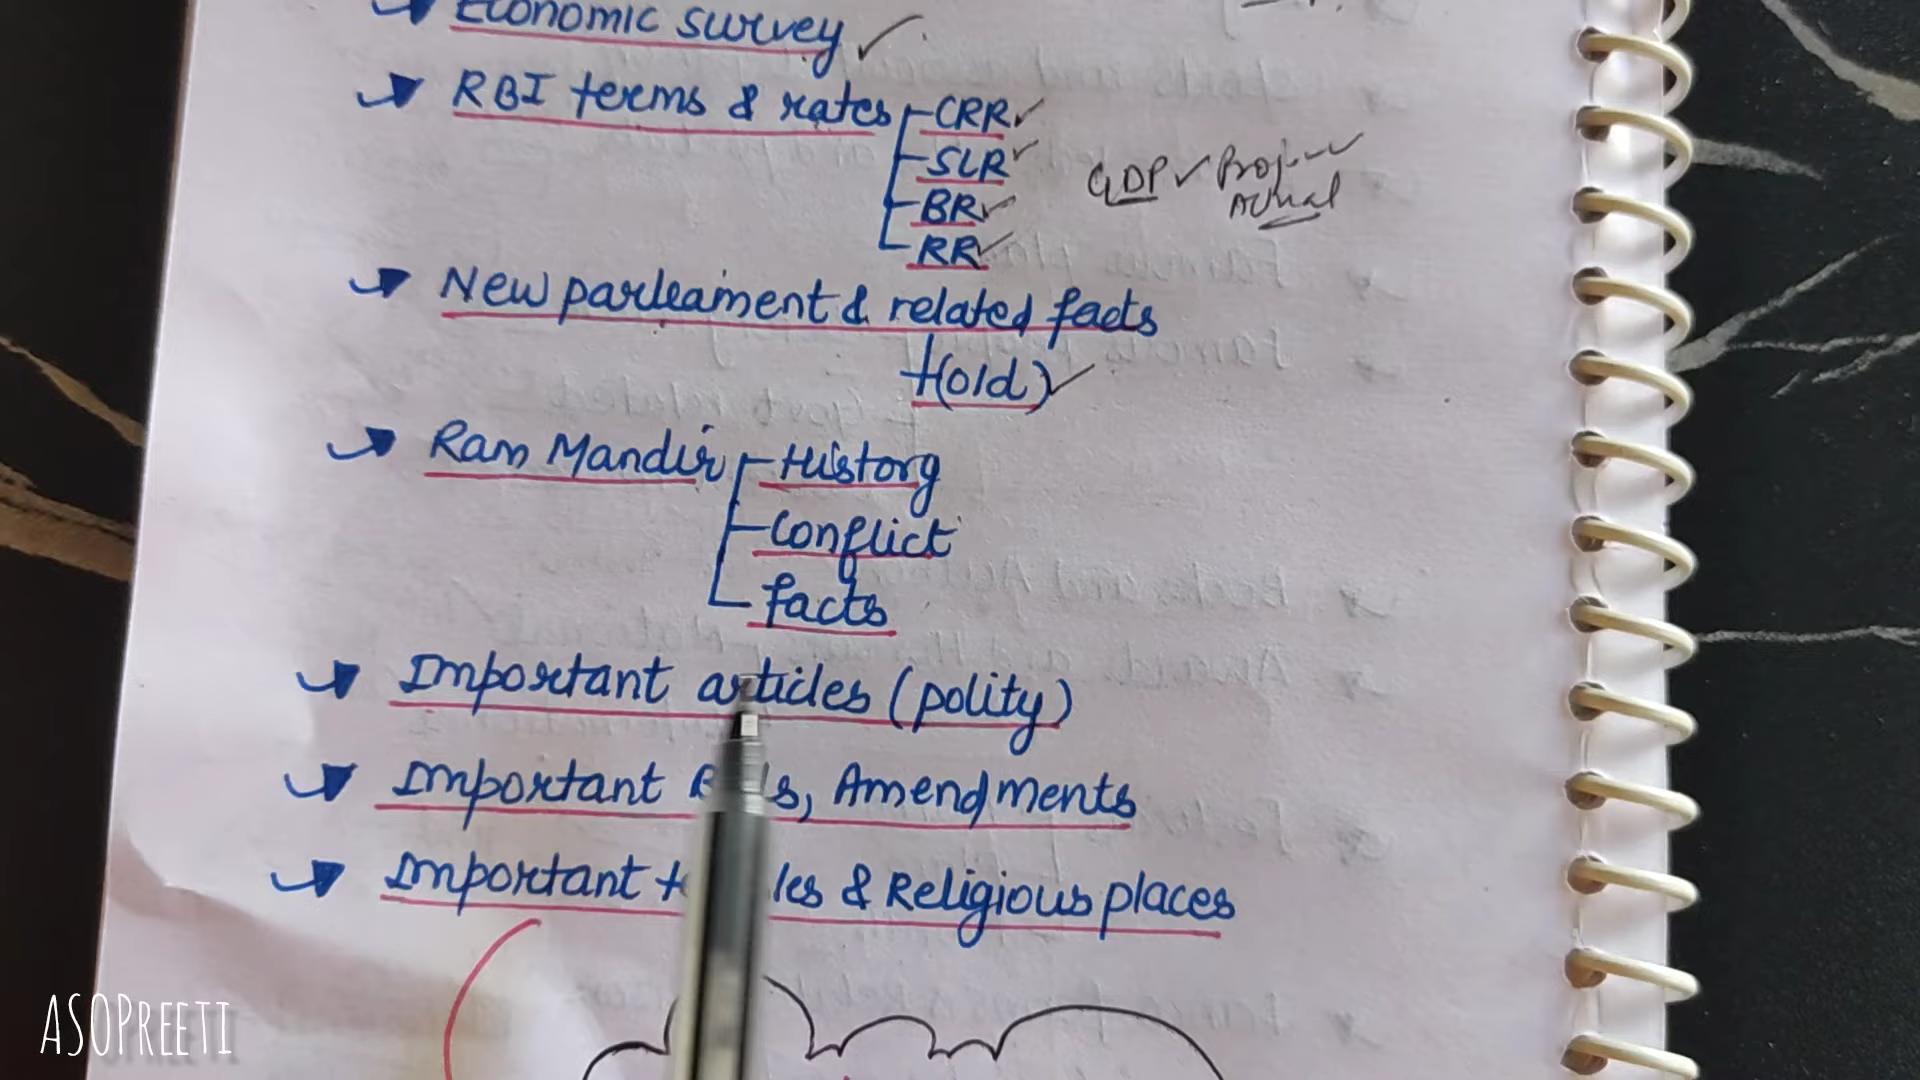 Economic survey
RBI terms & rates CRR
SLR
BR
RR
GDP
Actual
New parleament & related facts
(old)
Ram Mandir History
Conflict
facts
Important articles (polity)
Important Amendments
Important & Religious places
ASOPREETI